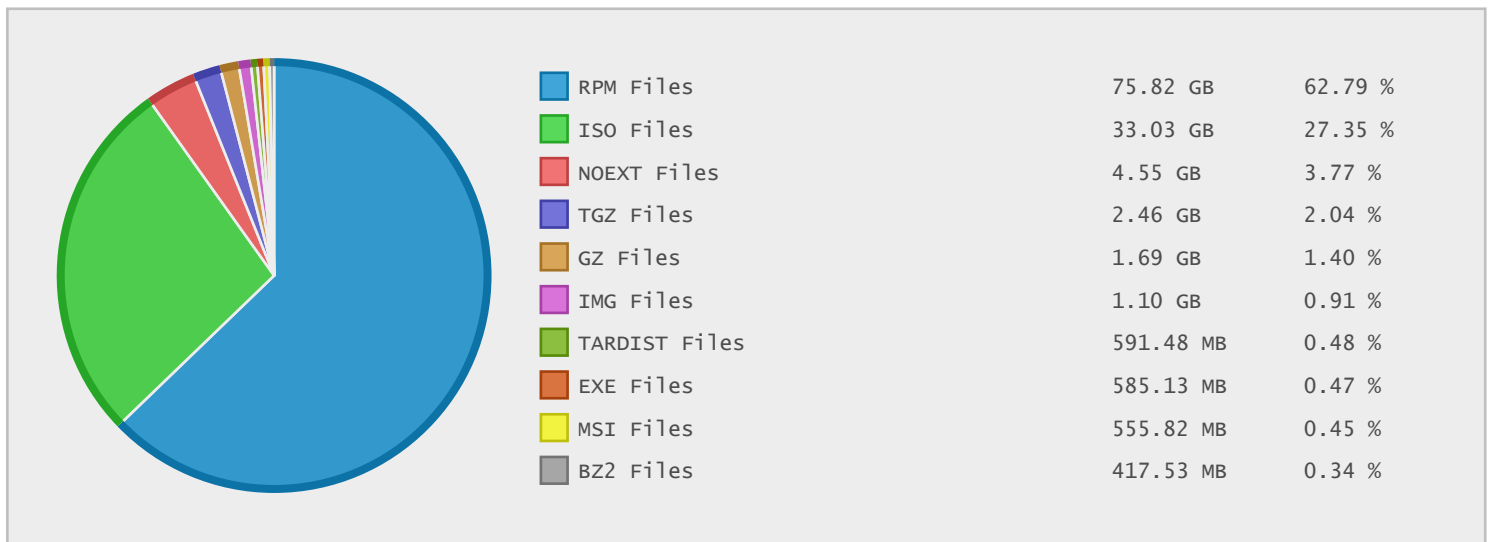 RPM Files 75.82 GB 62.79 %
ISO Files 33.03 GB 27.35 %
NOEXT Files 4.55 GB 3.77 %
TGZ Files 2.46 GB 2.04 %
GZ Files 1.69 GB 1.40 %
IMG Files 1.10 GB 0.91 %
TARDIST Files 591.48 MB 0.48 %
EXE Files 585.13 MB 0.47 %
MSI Files 555.82 MB 0.45 %
BZ2 Files 417.53 MB 0.34 %